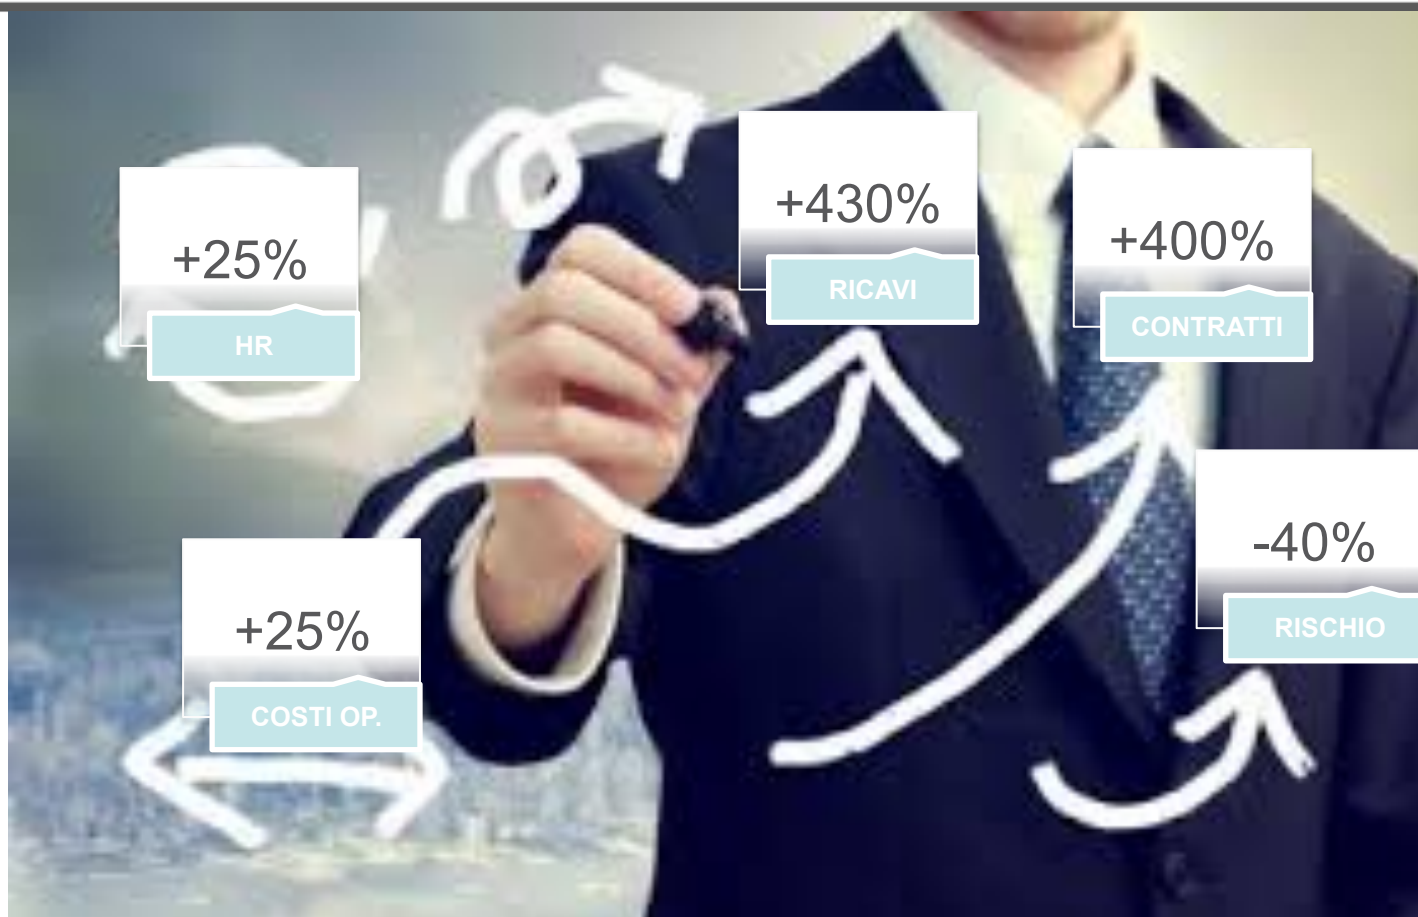 +25%
HR
+430%
RICAVI
+400%
CONTRATTI
-40%
RISCHIO
+25%
COSTI OP.